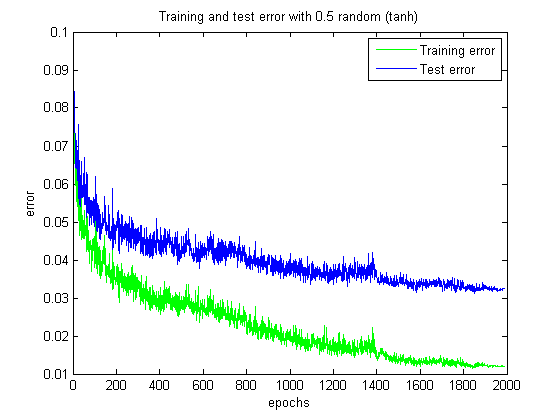 Training and test error with 0.5 random (tanh)
0.1
0.09
0.08
0.07
0.06
0.05
0.04
0.03
0.02
0.01
error
Training error
Test error
0 200 400 600 800 1000 1200 1400 1600 1800 2000
epochs